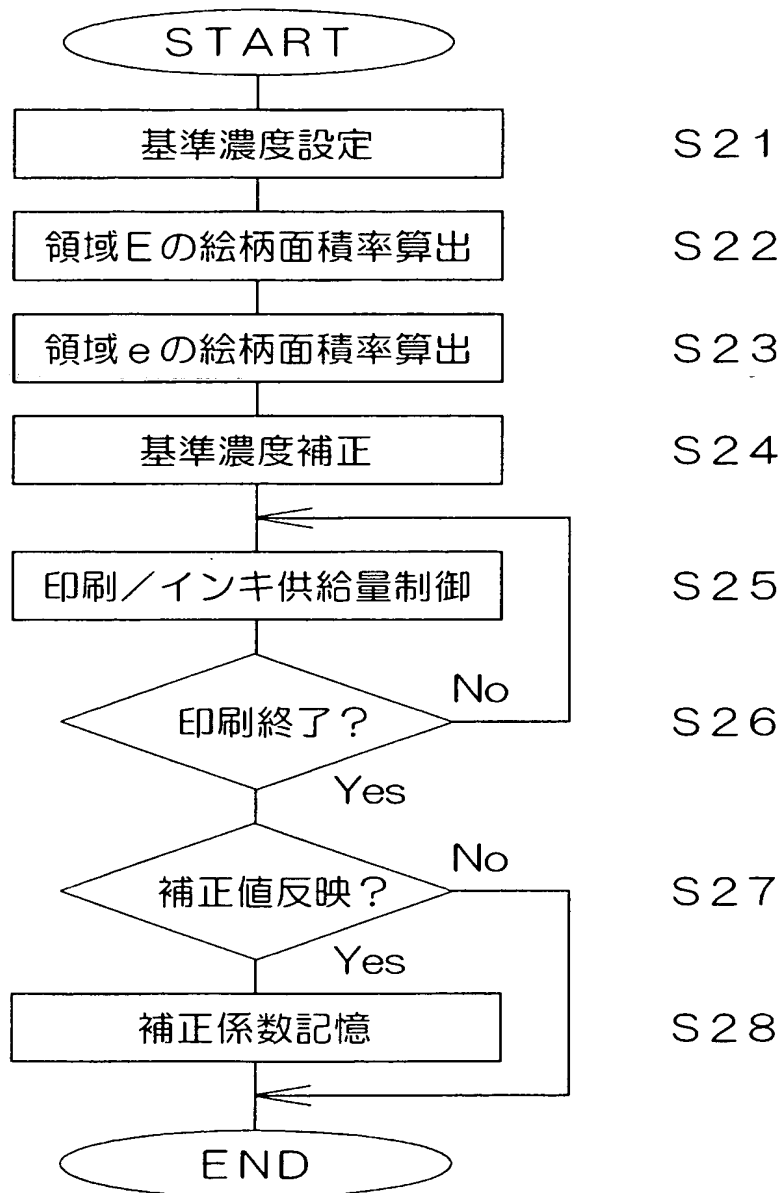 START
基準濃度設定 S21
領域Eの絵柄面積率算出 S22
領域eの絵柄面積率算出 S23
基準濃度補正 S24
印刷／インキ供給量制御 S25
No
印刷終了？ S26
Yes
No
補正値反映？ S27
Yes
補正係数記憶 S28
END